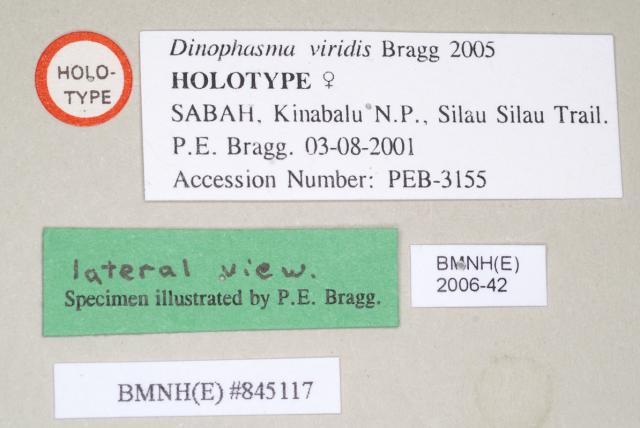 HOLO-
TYPE
Dinophasma viridis Bragg 2005
HOLOTYPE ♀
SABAH, Kinabalu N.P., Silau Silau Trail.
P.E. Bragg. 03-08-2001
Accession Number: PEB-3155
lateral view.
Specimen illustrated by P.E. Bragg.
BMNH(E)
2006-42
BMNH(E) #845117